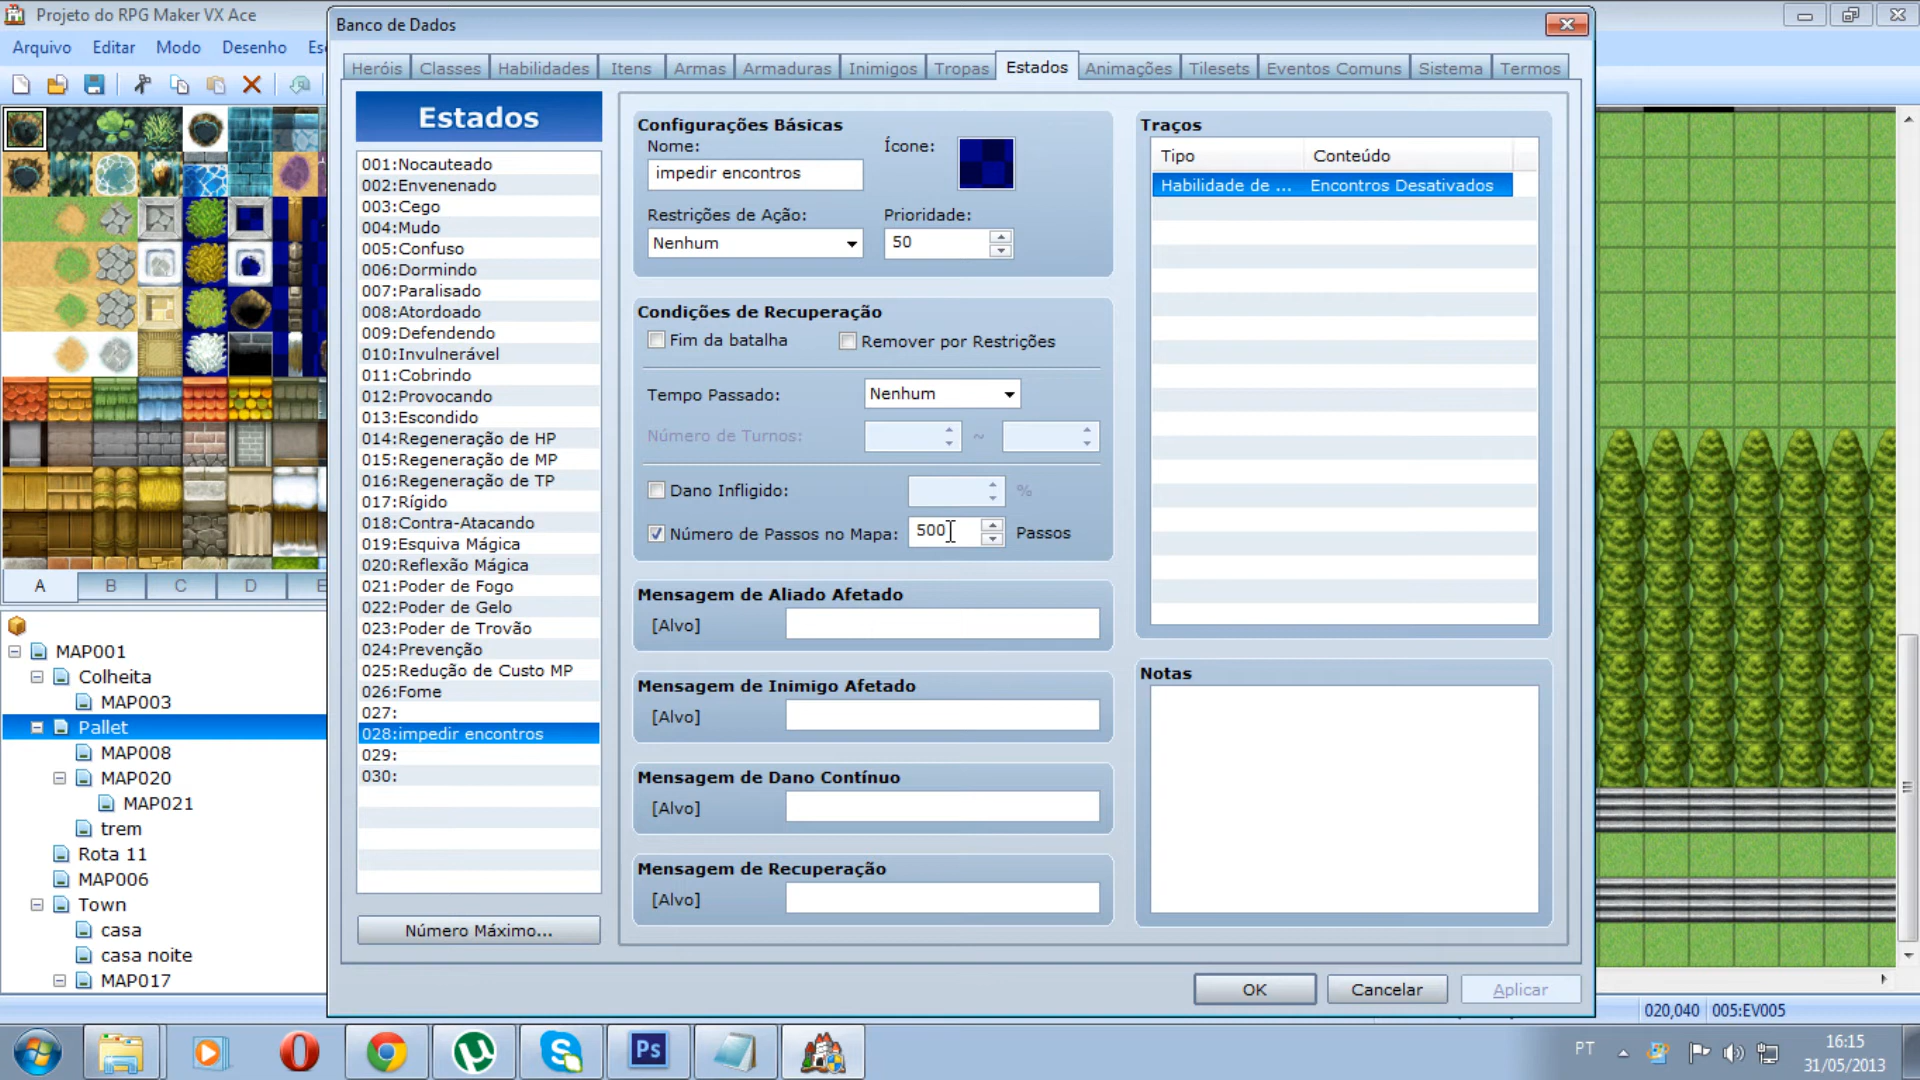 Projeto do RPG Maker VX Ace
Arquivo Editar Modo Desenho
A B C D
MAP001
Colheita
MAP003
Pallet
MAP008
MAP020
MAP021
trem
Rota 11
MAP006
Town
casa
casa noite
MAP017
Banco de Dados
Heróis Classes Habilidades Itens Armas Armaduras Inimigos Tropas Estados Animações Tilesets Eventos Comuns Sistema Termos
Estados
001:Nocauteado
002:Envenenado
003:Cego
004:Mudo
005:Confuso
006:Dormindo
007:Paralisado
008:Atordoado
009:Defendendo
010:Invulnerável
011:Cobrindo
012:Provocando
013:Escondido
014:Regeneração de HP
015:Regeneração de MP
016:Regeneração de TP
017:Rígido
018:Contra-Atacando
019:Esquiva Mágica
020:Reflexão Mágica
021:Poder de Fogo
022:Poder de Gelo
023:Poder de Trovão
024:Prevenção
025:Redução de Custo MP
026:Fome
027:
028:impedir encontros
029:
030:
Número Máximo...
Configurações Básicas
Nome: Ícone:
impedir encontros
Restrições de Ação: Prioridade:
Nenhum 50
Condições de Recuperação
Fim da batalha Remover por Restrições
Tempo Passado: Nenhum
Número de Turnos: ~
Dano Infligido: %
Número de Passos no Mapa: 500 Passos
Mensagem de Aliado Afetado
[Alvo]
Mensagem de Inimigo Afetado
[Alvo]
Mensagem de Dano Contínuo
[Alvo]
Mensagem de Recuperação
[Alvo]
Traços
Tipo Conteúdo
Habilidade de ... Encontros Desativados
Notas
OK Cancelar Aplicar
020,040 005:EV005
Ps
PT
16:15
31/05/2013